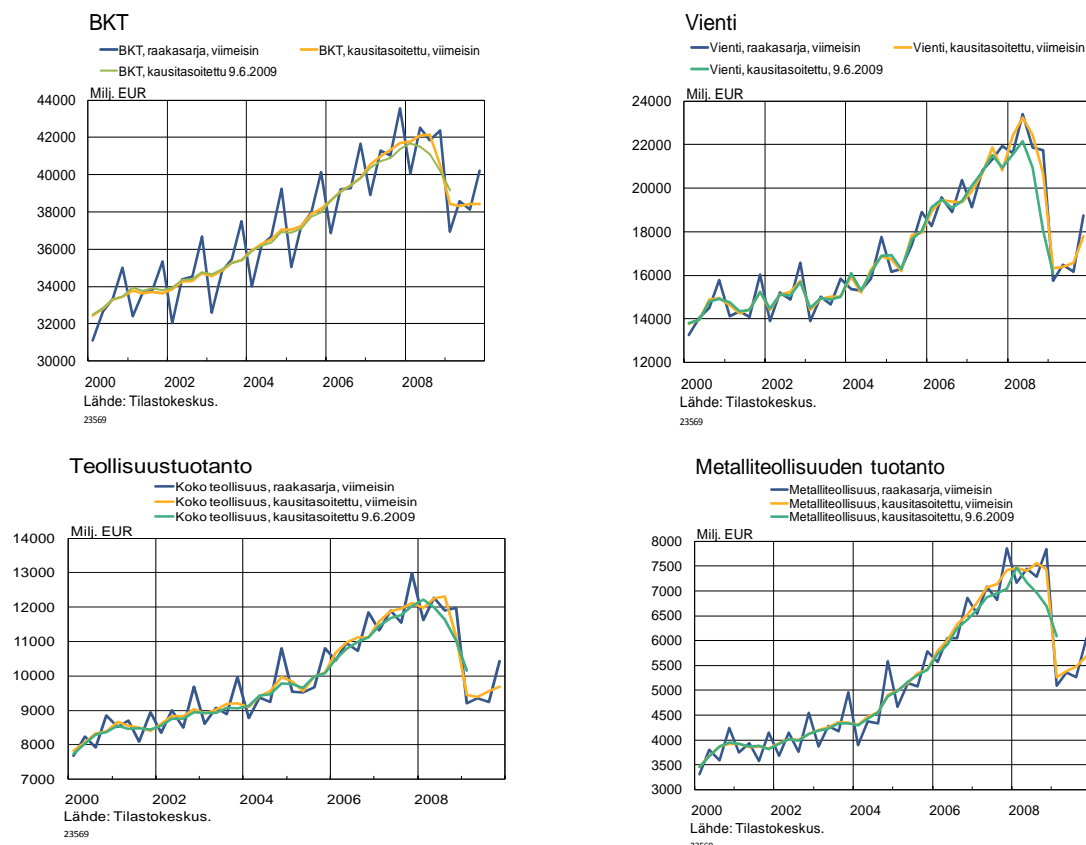 BKT
BKT, raakasarja, viimeisin
BKT, kausitasoitettu, viimeisin
BKT, kausitasoitettu 9.6.2009
Milj. EUR
44000
42000
40000
38000
36000
34000
32000
30000
2000 2002 2004 2006 2008
Lähde: Tilastokeskus.
23569
Vienti
Vienti, raakasarja, viimeisin
Vienti, kausitasoitettu, viimeisin
Vienti, kausitasoitettu, 9.6.2009
Milj. EUR
24000
22000
20000
18000
16000
14000
12000
2000 2002 2004 2006 2008
Lähde: Tilastokeskus.
23569
Teollisuustuotanto
Koko teollisuus, raakasarja, viimeisin
Koko teollisuus, kausitasoitettu, viimeisin
Koko teollisuus, kausitasoitettu 9.6.2009
Milj. EUR
14000
13000
12000
11000
10000
9000
8000
7000
2000 2002 2004 2006 2008
Lähde: Tilastokeskus.
23569
Metalliteollisuuden tuotanto
Metalliteollisuus, raakasarja, viimeisin
Metalliteollisuus, kausitasoitettu, viimeisin
Metalliteollisuus, kausitasoitettu 9.6.2009
Milj. EUR
8000
7500
7000
6500
6000
5500
5000
4500
4000
3500
3000
2000 2002 2004 2006 2008
Lähde: Tilastokeskus.